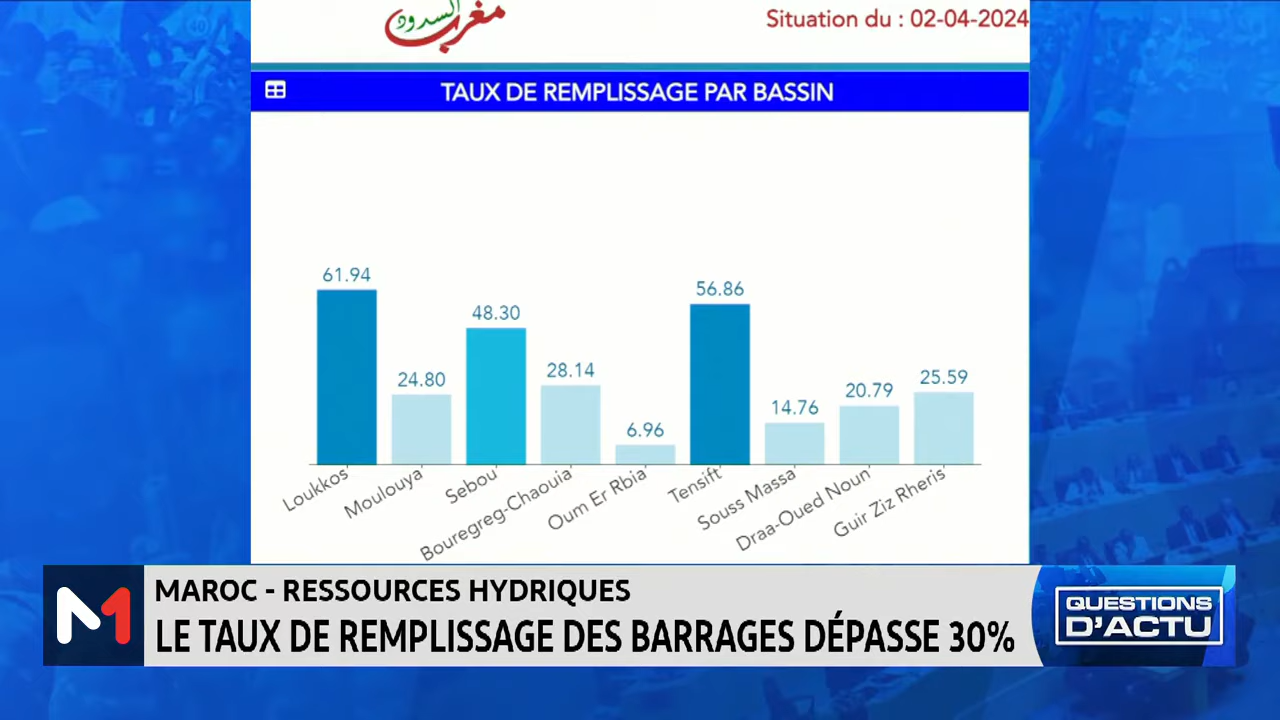 مغرب السدود
Situation du : 02-04-2024
TAUX DE REMPLISSAGE PAR BASSIN
61.94
24.80
48.30
28.14
6.96
56.86
14.76
20.79
25.59
Loukkos
Moulouya
Sebou
Bouregreg-Chaouia
Oum Er Rbia
Tensift
Souss Massa
Draa-Oued Noun
Guir Ziz Rheris
M1
MAROC - RESSOURCES HYDRIQUES
LE TAUX DE REMPLISSAGE DES BARRAGES DÉPASSE 30%
QUESTIONS
D'ACTU